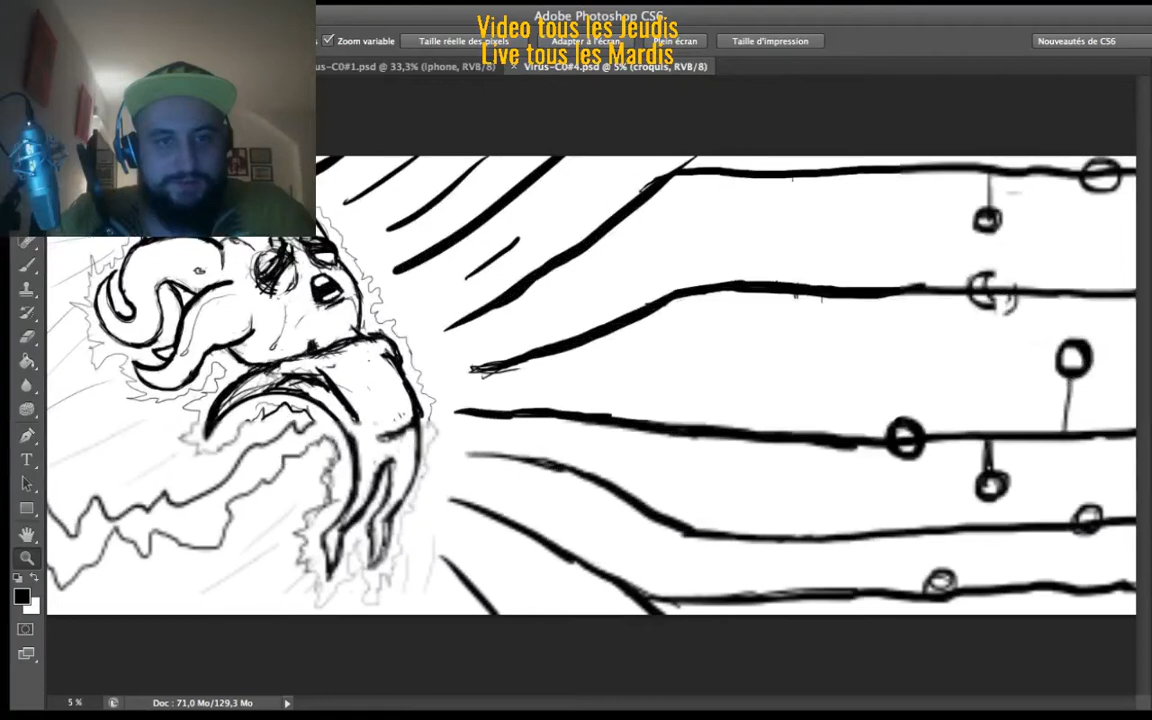 Adobe Photoshop CS6
Video tous les Jeudis
Live tous les Mardis
Zoom variable
Taille réelle des pixels
Adapter à l'écran
Plein écran
Taille d'impression
Nouveautés de CS6
us-C0#1.psd @ 33,3% (iphone, RVB/8)
× Virus-C0#4.psd @ 5% (croquis, RVB/8)
5 %
Doc : 71,0 Mo/129,3 Mo